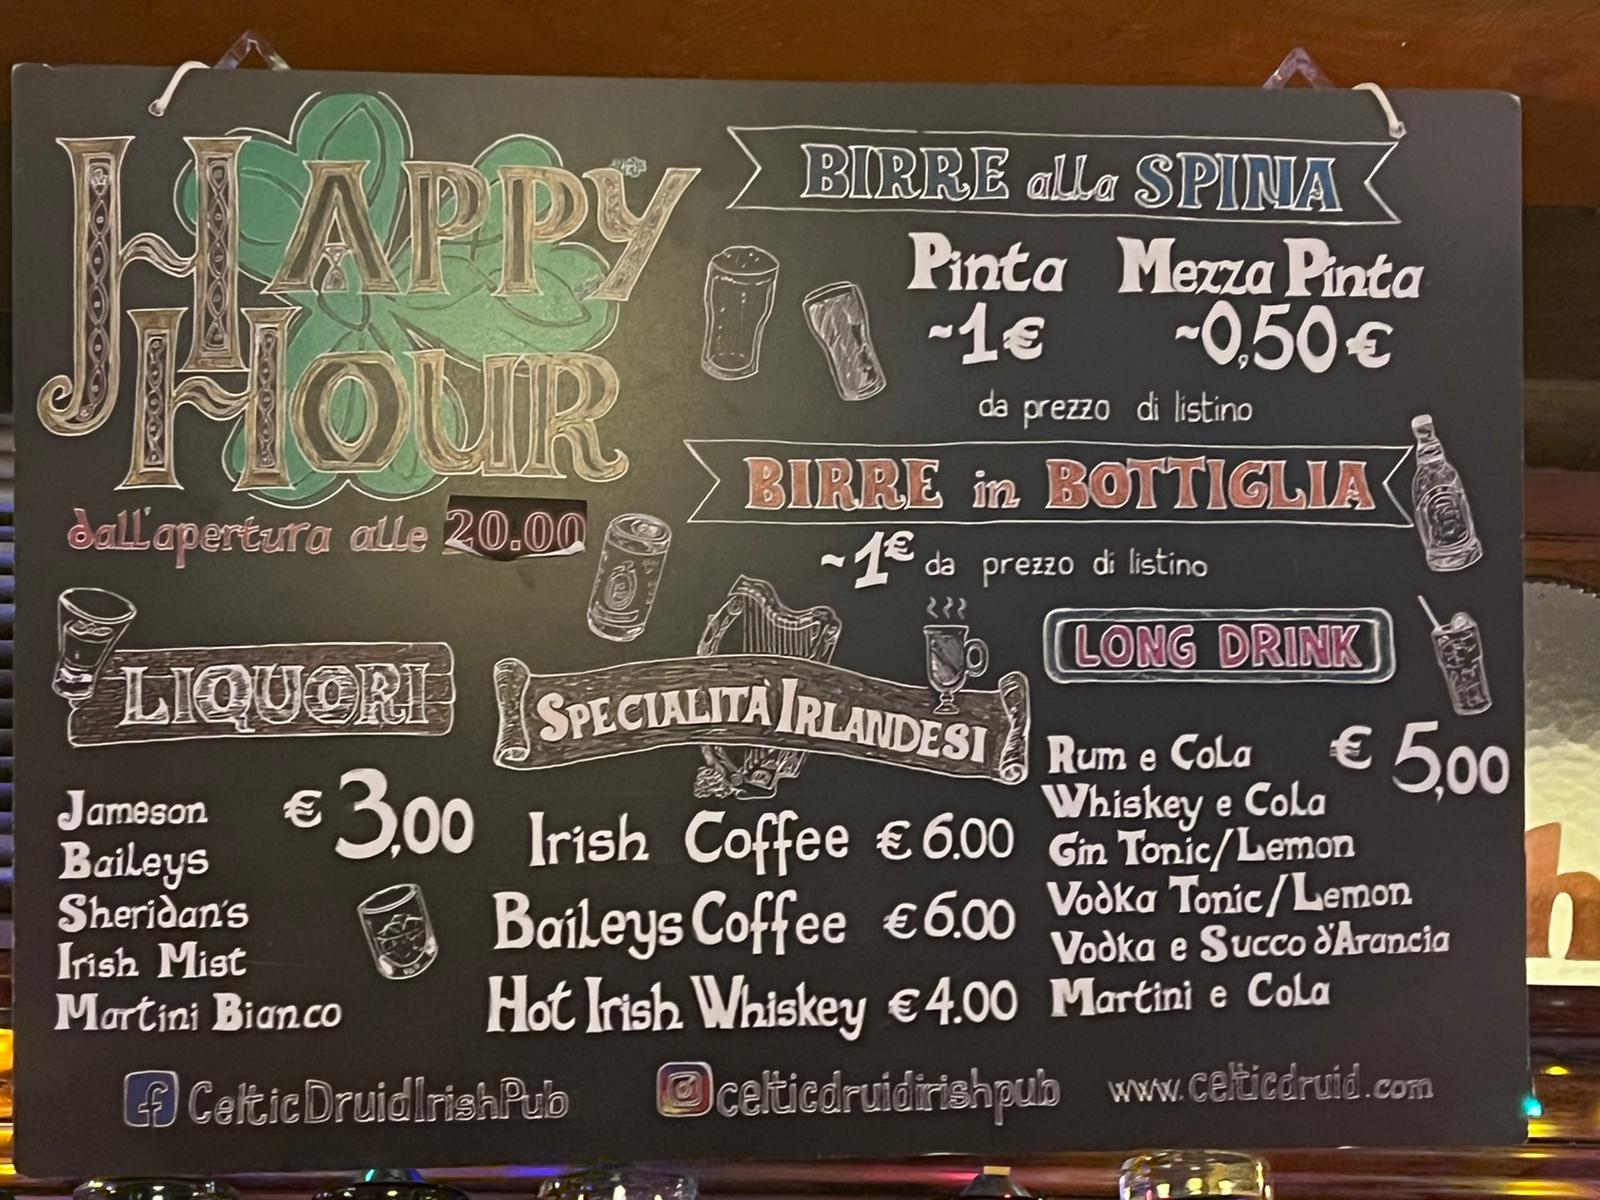 HAPPY
HOUR
dall'apertura alle 20.00
BIRRE alla SPINA
Pinta Mezza Pinta
~1€ ~0,50€
da prezzo di listino
BIRRE in BOTTIGLIA
~1€ da prezzo di listino
LIQUORI
Jameson € 3,00
Baileys
Sheridan's
Irish Mist
Martini Bianco
SPECIALITÀ IRLANDESI
Irish Coffee € 6.00
Baileys Coffee € 6.00
Hot Irish Whiskey € 4.00
LONG DRINK
Rum e Cola € 5,00
Whiskey e Cola
Gin Tonic/Lemon
Vodka Tonic/Lemon
Vodka e Succo d'Arancia
Martini e Cola
f CelticDruidIrishPub
celticdruidirishpub
www.celticdruid.com